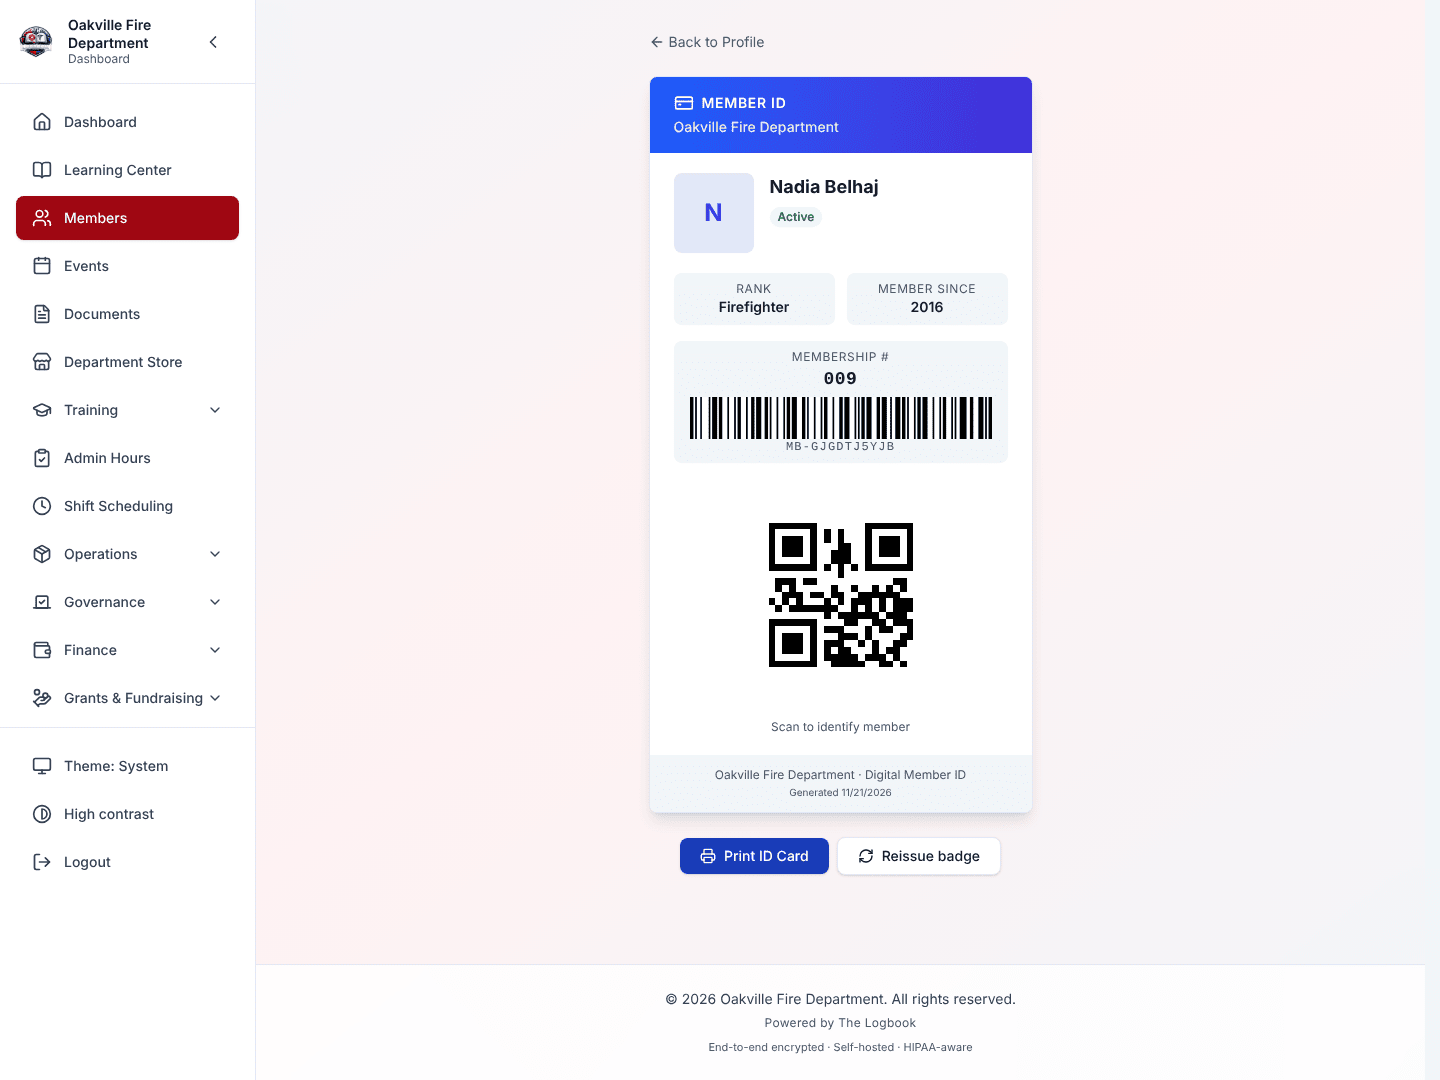 Oakville Fire
Department
Dashboard
Dashboard
Learning Center
Members
Events
Documents
Department Store
Training
Admin Hours
Shift Scheduling
Operations
Governance
Finance
Grants & Fundraising
Theme: System
High contrast
Logout
Back to Profile
MEMBER ID
Oakville Fire Department
N
Nadia Belhaj
Active
RANK
Firefighter
MEMBER SINCE
2016
MEMBERSHIP #
009
MB-GJGDTJ5YJB
Scan to identify member
Oakville Fire Department · Digital Member ID
Generated 11/21/2026
Print ID Card
Reissue badge
© 2026 Oakville Fire Department. All rights reserved.
Powered by The Logbook
End-to-end encrypted · Self-hosted · HIPAA-aware